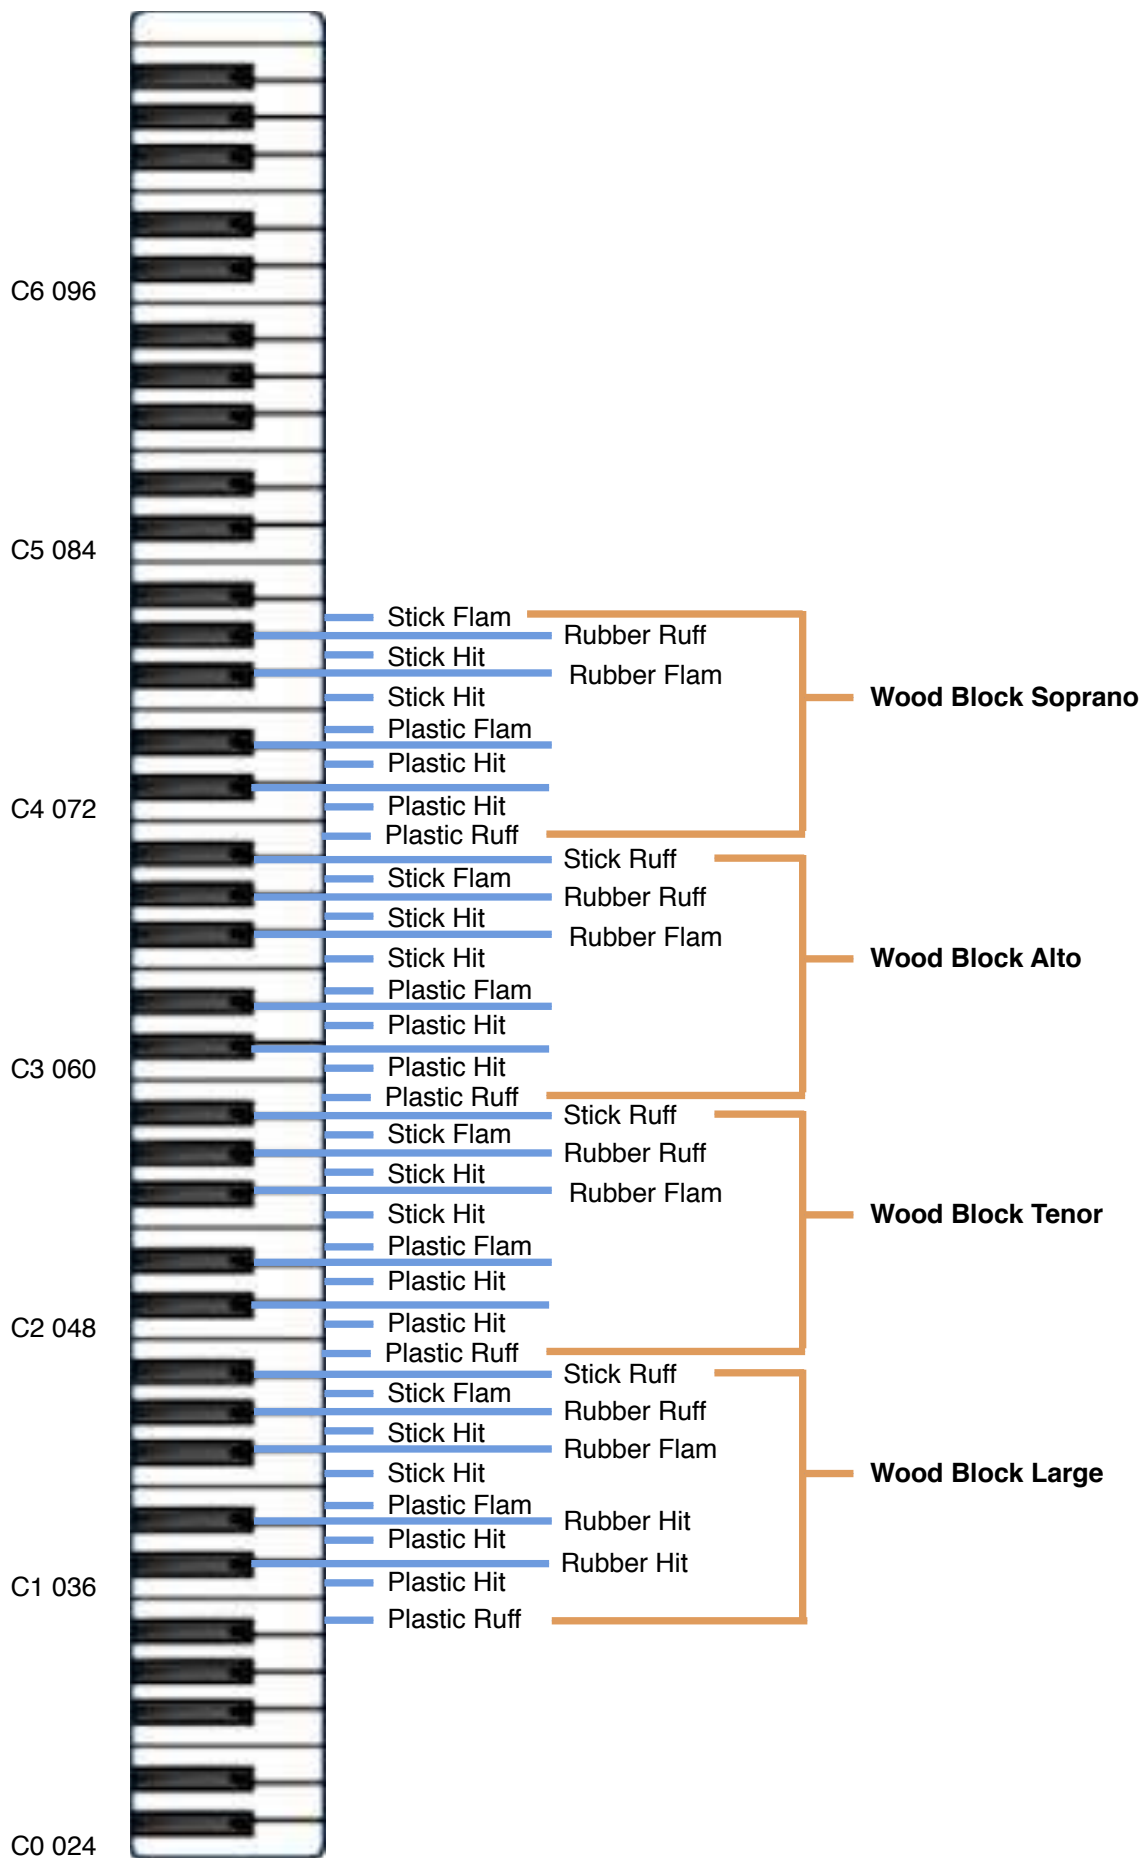 C6 096
C5 084
Stick Flam
Rubber Ruff
Stick Hit
Rubber Flam
Stick Hit
Wood Block Soprano
Plastic Flam
Plastic Hit
C4 072
Plastic Hit
Plastic Ruff
Stick Ruff
Stick Flam
Rubber Ruff
Stick Hit
Rubber Flam
Stick Hit
Wood Block Alto
Plastic Flam
Plastic Hit
C3 060
Plastic Hit
Plastic Ruff
Stick Ruff
Stick Flam
Rubber Ruff
Stick Hit
Rubber Flam
Stick Hit
Wood Block Tenor
Plastic Flam
Plastic Hit
C2 048
Plastic Hit
Plastic Ruff
Stick Ruff
Stick Flam
Rubber Ruff
Stick Hit
Rubber Flam
Stick Hit
Wood Block Large
Plastic Flam
Rubber Hit
Plastic Hit
Rubber Hit
C1 036
Plastic Hit
Plastic Ruff
C0 024